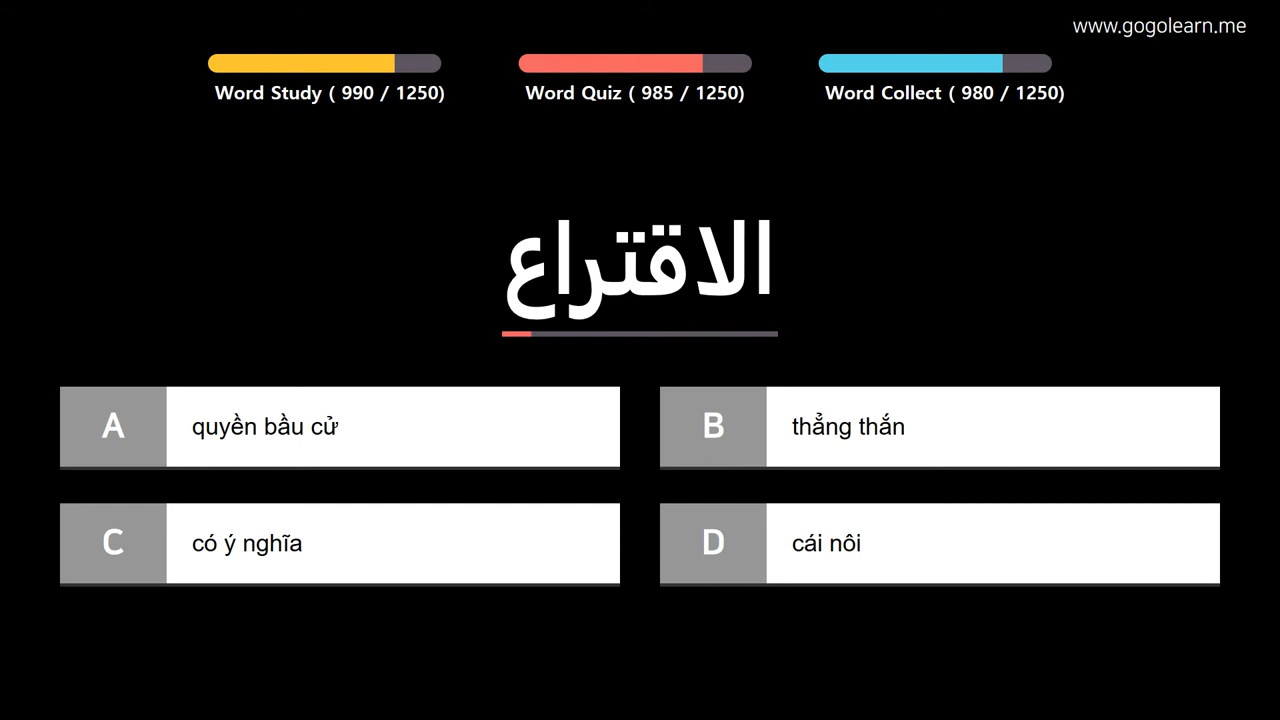 www.gogolearn.me
Word Study ( 990 / 1250)
Word Quiz ( 985 / 1250)
Word Collect ( 980 / 1250)
الاقتراع
A
quyền bầu cử
B
thẳng thắn
C
có ý nghĩa
D
cái nôi